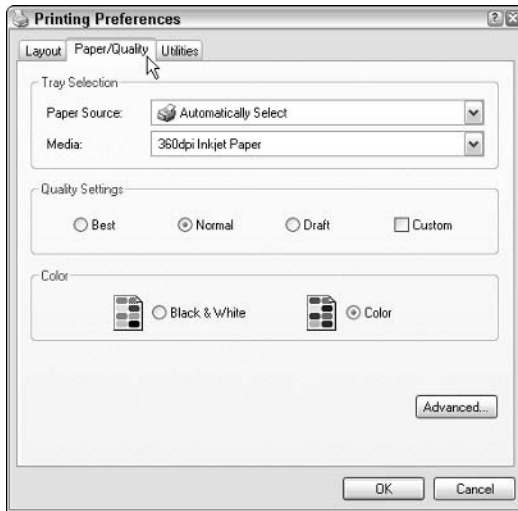 Printing Preferences
Layout Paper/Quality Utilities
Tray Selection
Paper Source: Automatically Select
Media: 360dpi Inkjet Paper
Quality Settings
Best Normal Draft Custom
Color
Black & White Color
Advanced...
OK Cancel